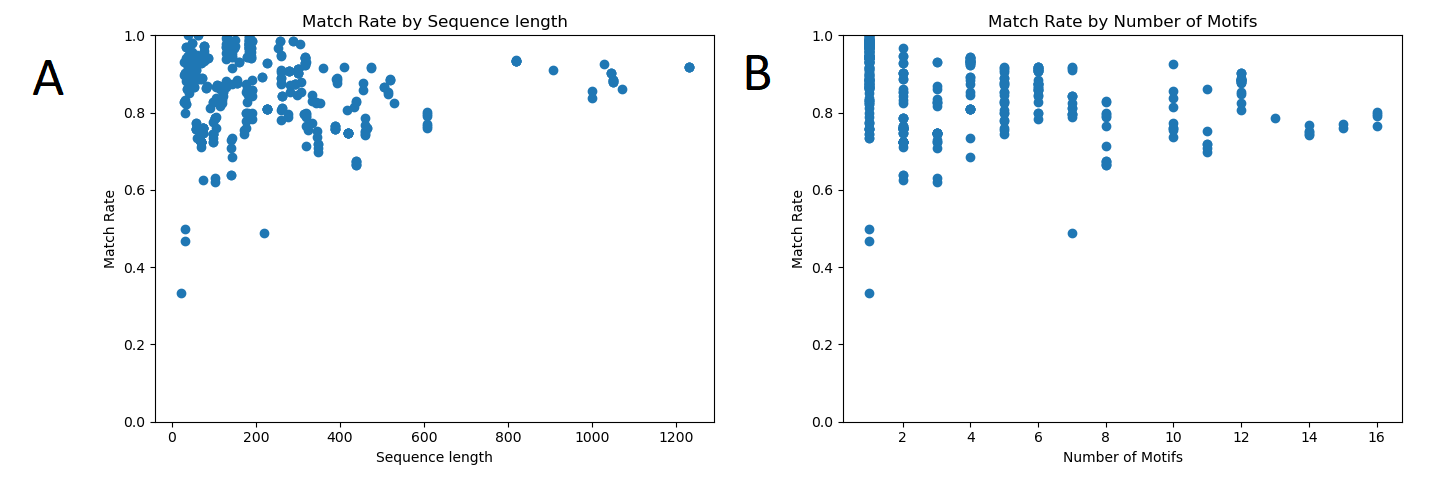 A
Match Rate by Sequence length
1.0
0.8
0.6
0.4
0.2
0.0
Match Rate
0 200 400 600 800 1000 1200
Sequence length
B
Match Rate by Number of Motifs
1.0
0.8
0.6
0.4
0.2
0.0
Match Rate
2 4 6 8 10 12 14 16
Number of Motifs